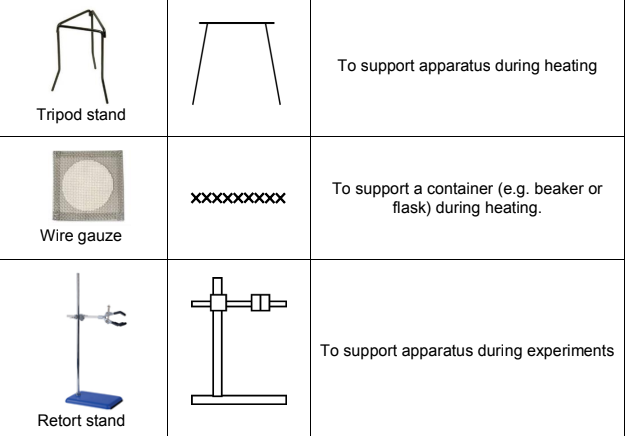 Tripod stand
To support apparatus during heating
Wire gauze
To support a container (e.g. beaker or
flask) during heating.
Retort stand
To support apparatus during experiments